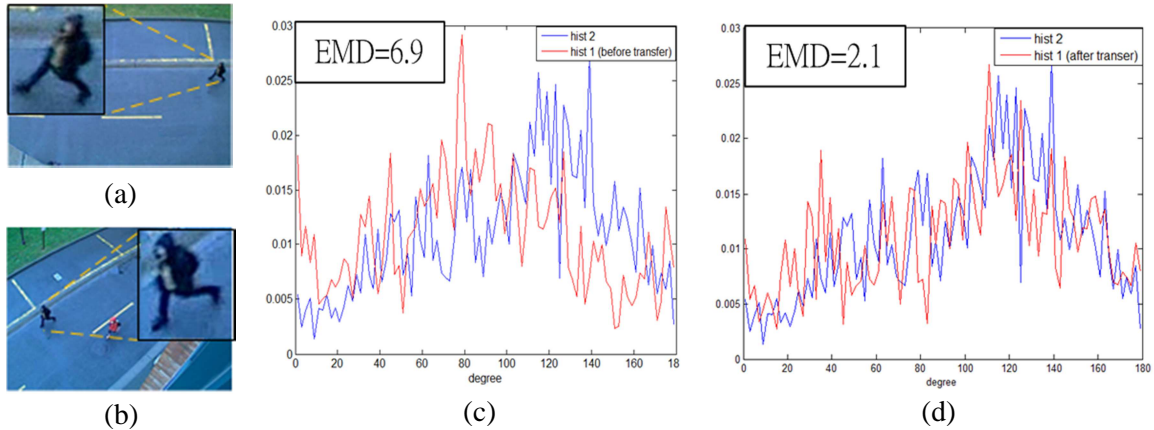 EMD=6.9
hist 2
hist 1 (before transfer)
0.03
0.025
0.02
0.015
0.01
0.005
0
0 20 40 60 80 100 120 140 160 180
degree
EMD=2.1
hist 2
hist 1 (after transer)
0.03
0.025
0.02
0.015
0.01
0.005
0
0 20 40 60 80 100 120 140 160 180
degree
(a)
(b)
(c)
(d)